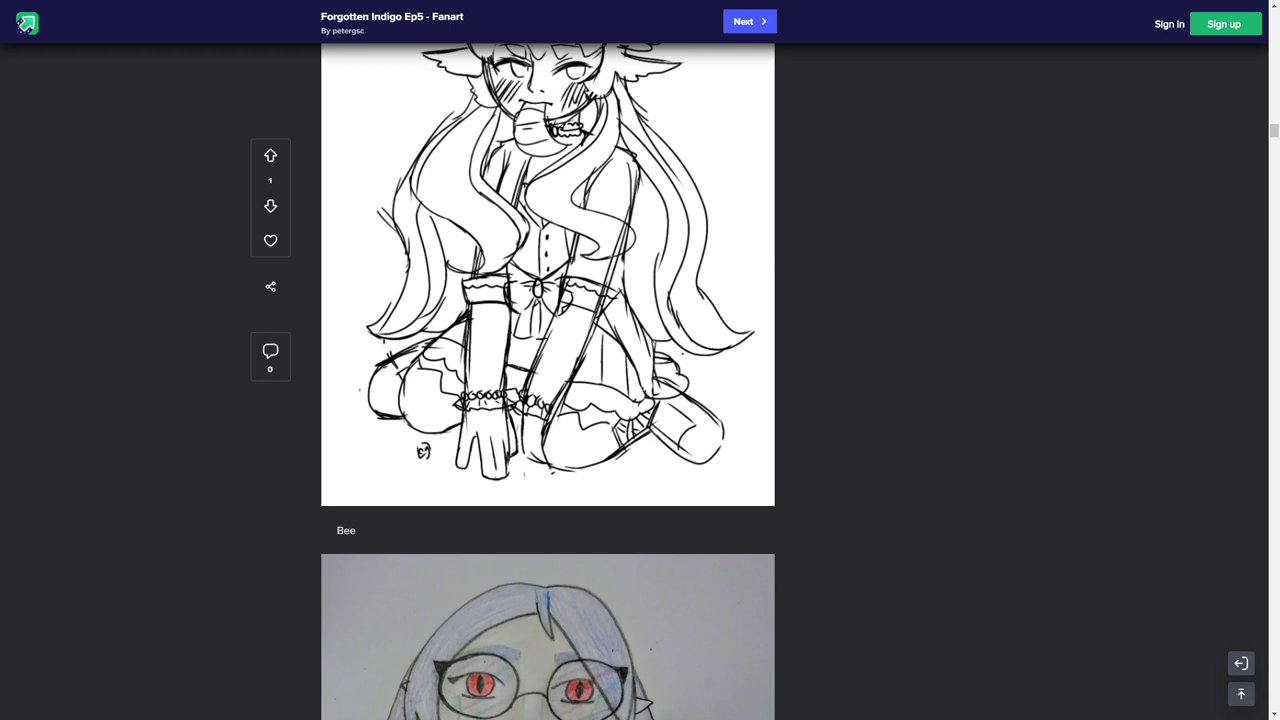 Forgotten Indigo Ep5 - Fanart
By petergsc
Next
Sign in
Sign up
1
0
Bee